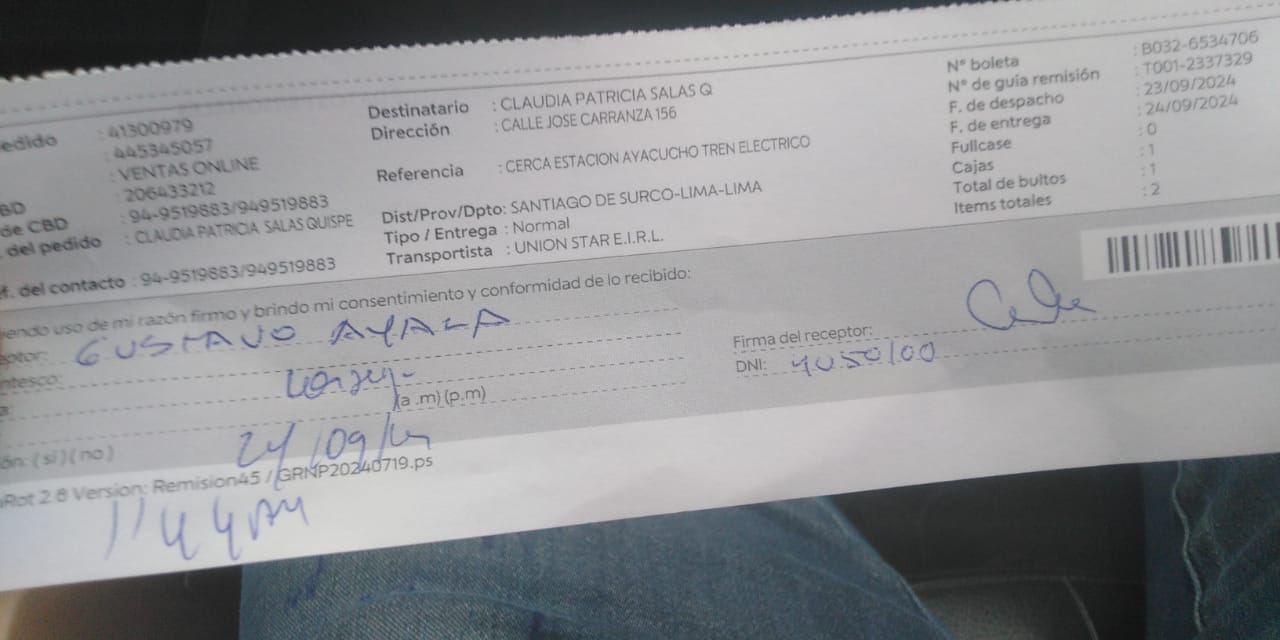 edido : 41300979
: 445345057
: VENTAS ONLINE
BD : 206433212
de CBD : 94-9519883/949519883
. del pedido : CLAUDIA PATRICIA SALAS QUISPE
f. del contacto : 94-9519883/949519883
Destinatario : CLAUDIA PATRICIA SALAS Q
Dirección : CALLE JOSE CARRANZA 156
Referencia : CERCA ESTACION AYACUCHO TREN ELECTRICO
Dist/Prov/Dpto: SANTIAGO DE SURCO-LIMA-LIMA
Tipo / Entrega : Normal
Transportista : UNION STAR E.I.R.L.
N° boleta : B032-6534706
N° de guía remisión : T001-2337329
F. de despacho : 23/09/2024
F. de entrega : 24/09/2024
Fullcase : 0
Cajas : 1
Total de bultos : 1
Items totales : 2
iendo uso de mi razón firmo y brindo mi consentimiento y conformidad de lo recibido:
eptor: GUSTAVO AYALA
ntesco:
a: (a .m) (p.m)
24/09/24
ón: ( si ) ( no )
Firma del receptor:
DNI: 4050100
Rot 2 8 Version: Remision45 / GRNP20240719.ps
11:44 AM